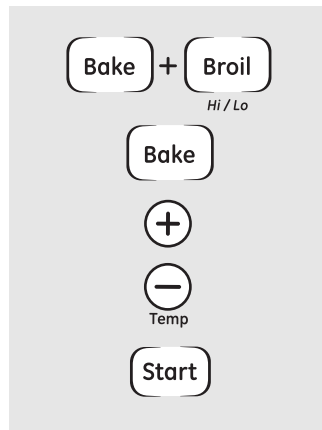 Bake + Broil
Hi / Lo
Bake
+
−
Temp
Start